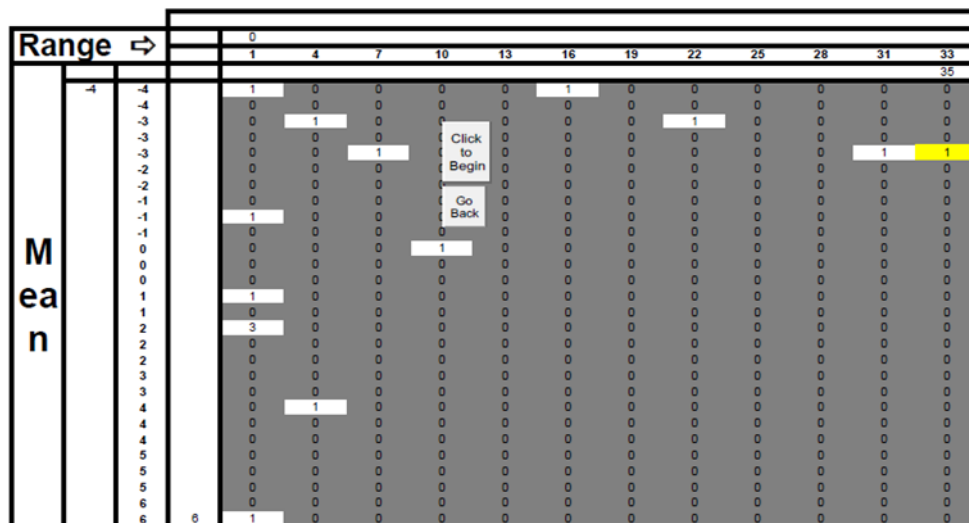 0
Range ⇨ 1 4 7 10 13 16 19 22 25 28 31 33
35
-4 -4 1 0 0 0 0 1 0 0 0 0 0 0
-4 0 0 0 0 0 0 0 0 0 0 0 0
-3 0 1 0 0 0 0 0 1 0 0 0 0
-3 0 0 0 0 0 0 0 0 0 0 0
-3 0 0 1 0 0 0 0 0 0 1 1
-2 0 0 0 0 0 0 0 0 0 0 0
-2 0 0 0 0 0 0 0 0 0 0 0
-1 0 0 0 0 0 0 0 0 0 0 0
-1 1 0 0 0 0 0 0 0 0 0 0
-1 0 0 0 0 0 0 0 0 0 0 0 0
0 0 0 0 1 0 0 0 0 0 0 0 0
0 0 0 0 0 0 0 0 0 0 0 0 0
0 0 0 0 0 0 0 0 0 0 0 0 0
1 1 0 0 0 0 0 0 0 0 0 0 0
1 0 0 0 0 0 0 0 0 0 0 0 0
2 3 0 0 0 0 0 0 0 0 0 0 0
2 0 0 0 0 0 0 0 0 0 0 0 0
2 0 0 0 0 0 0 0 0 0 0 0 0
3 0 0 0 0 0 0 0 0 0 0 0 0
3 0 0 0 0 0 0 0 0 0 0 0 0
4 0 1 0 0 0 0 0 0 0 0 0 0
4 0 0 0 0 0 0 0 0 0 0 0 0
4 0 0 0 0 0 0 0 0 0 0 0 0
5 0 0 0 0 0 0 0 0 0 0 0 0
5 0 0 0 0 0 0 0 0 0 0 0 0
5 0 0 0 0 0 0 0 0 0 0 0 0
6 0 0 0 0 0 0 0 0 0 0 0 0
6 6 1 0 0 0 0 0 0 0 0 0 0 0
M
ea
n
Click
to
Begin
Go
Back